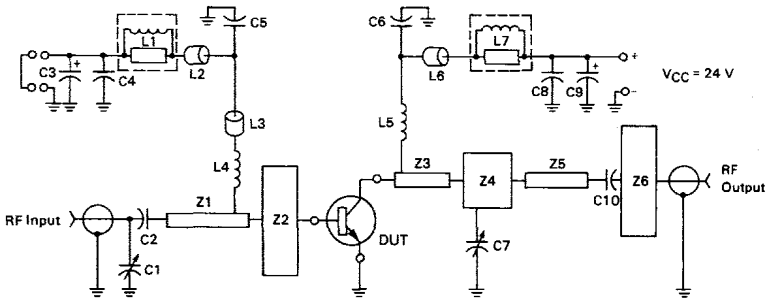 C5
C6
L1
L7
C3
+
C4
L2
L6
C8
C9
+
+
−
VCC = 24 V
L3
L5
L4
Z3
Z4
Z5
Z6
RF
Output
Z1
Z2
C10
RF Input
C2
DUT
C7
C1